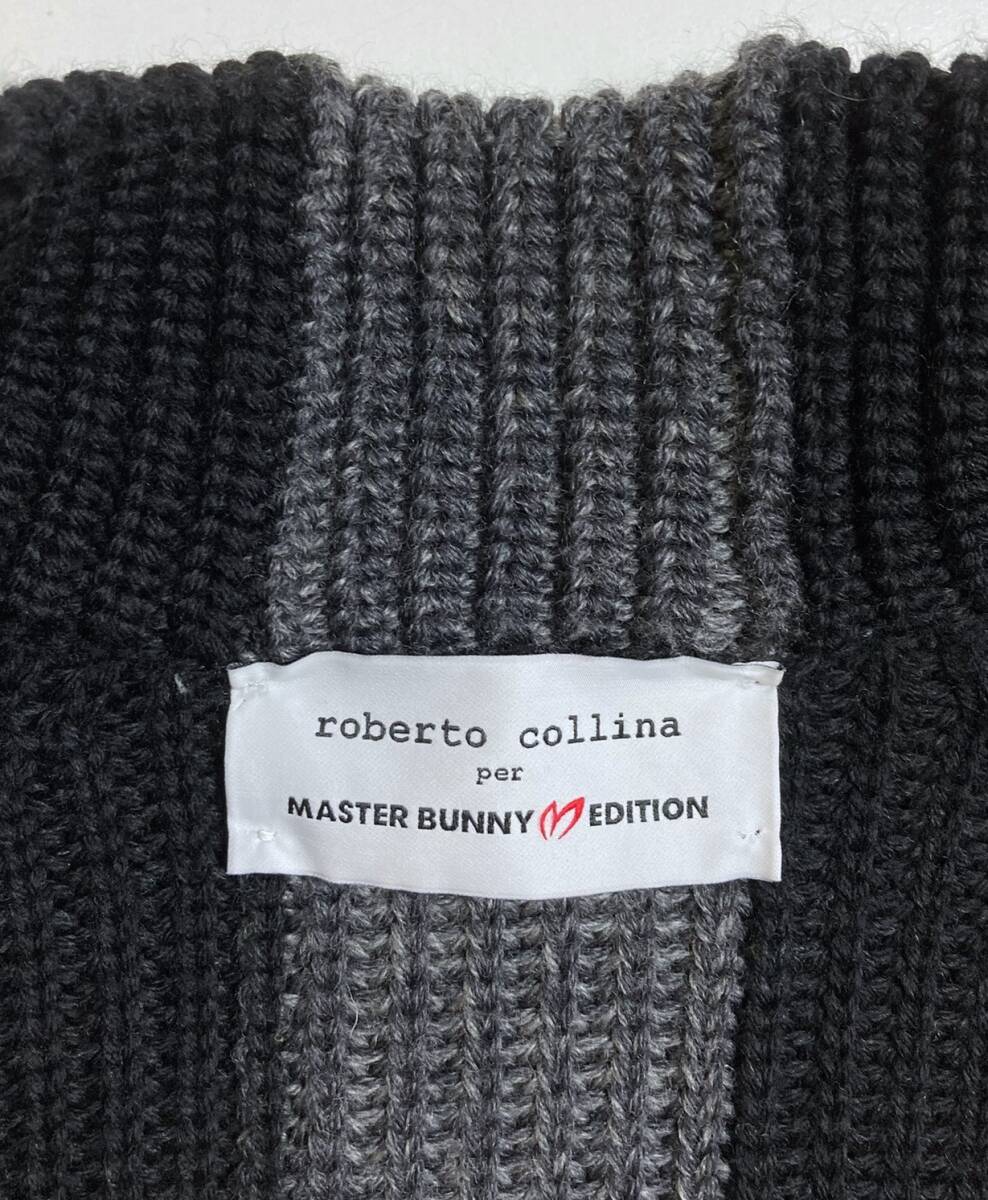 roberto collina
per
MASTER BUNNY EDITION